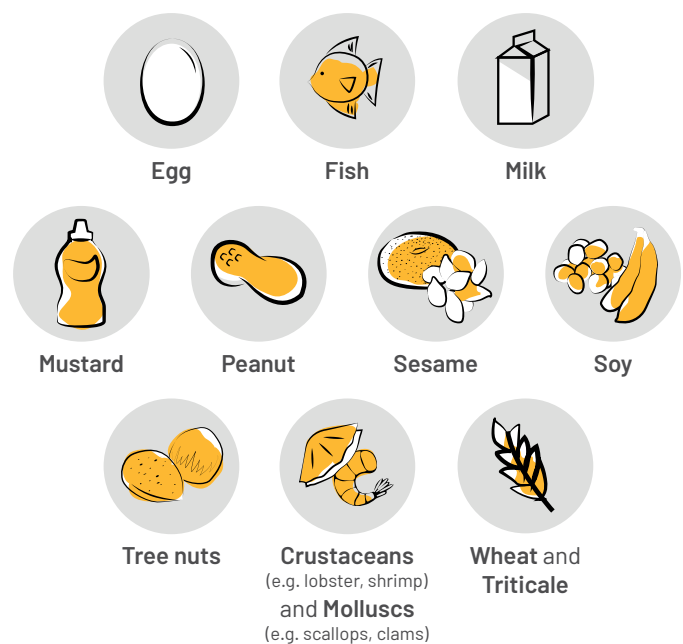 Egg
Fish
Milk
Mustard
Peanut
Sesame
Soy
Tree nuts
Crustaceans
(e.g. lobster, shrimp)
and Molluscs
(e.g. scallops, clams)
Wheat and
Triticale